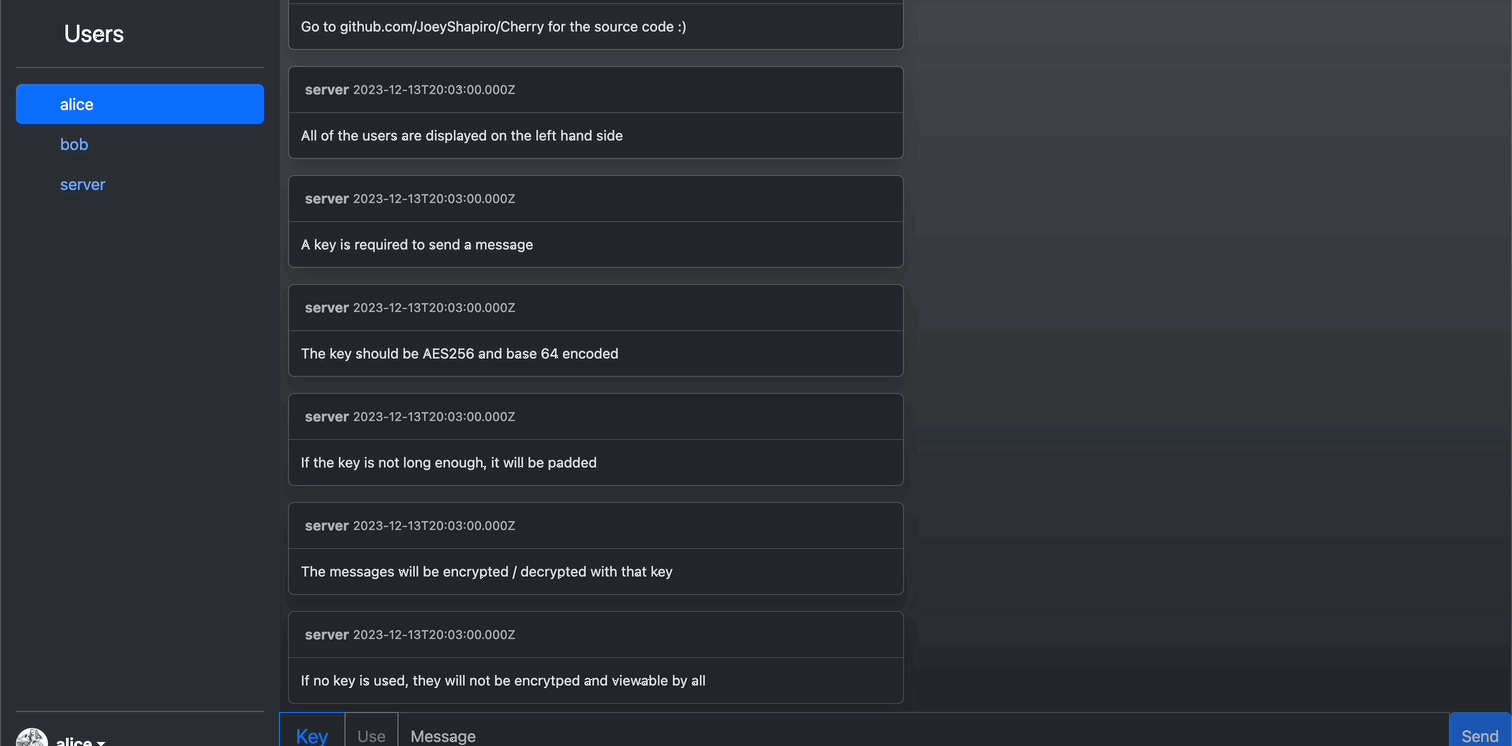 Users
alice
bob
server
alice
Go to github.com/JoeyShapiro/Cherry for the source code :)
server 2023-12-13T20:03:00.000Z
All of the users are displayed on the left hand side
server 2023-12-13T20:03:00.000Z
A key is required to send a message
server 2023-12-13T20:03:00.000Z
The key should be AES256 and base 64 encoded
server 2023-12-13T20:03:00.000Z
If the key is not long enough, it will be padded
server 2023-12-13T20:03:00.000Z
The messages will be encrypted / decrypted with that key
server 2023-12-13T20:03:00.000Z
If no key is used, they will not be encrytped and viewable by all
Key Use Message Send